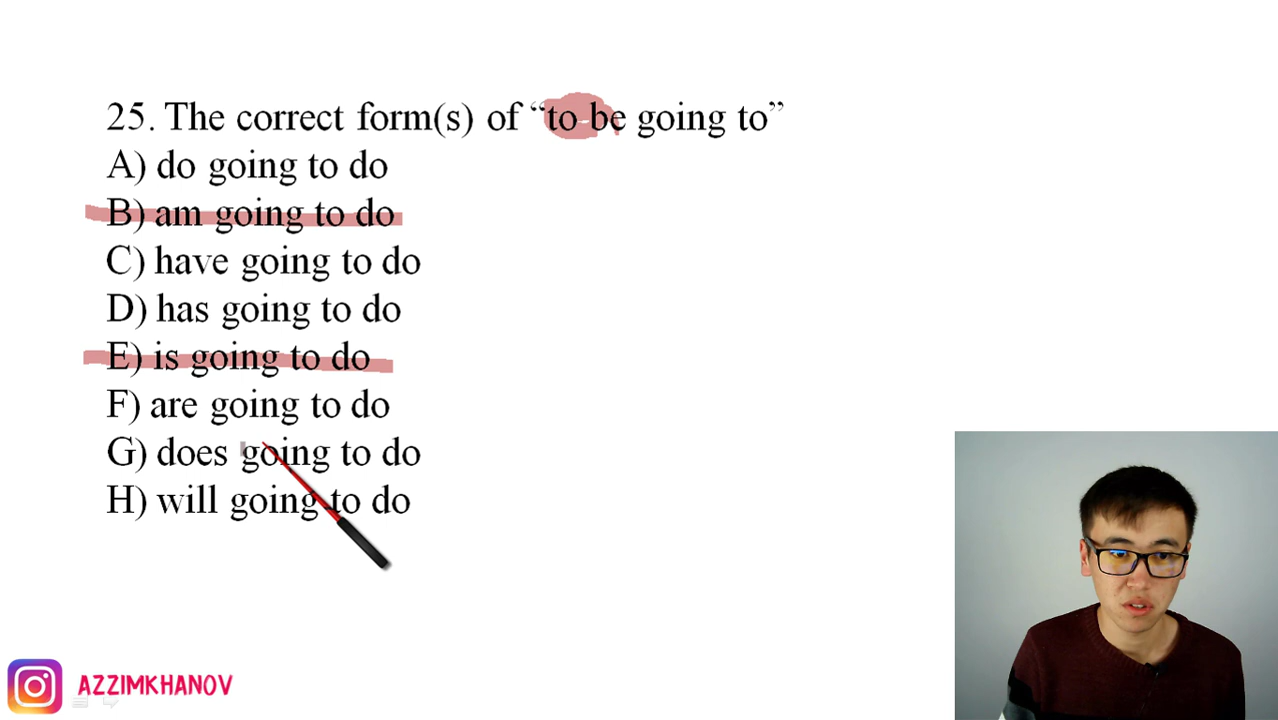 25. The correct form(s) of “to be going to”
A) do going to do
B) am going to do
C) have going to do
D) has going to do
E) is going to do
F) are going to do
G) does going to do
H) will going to do
AZZIMKHANOV